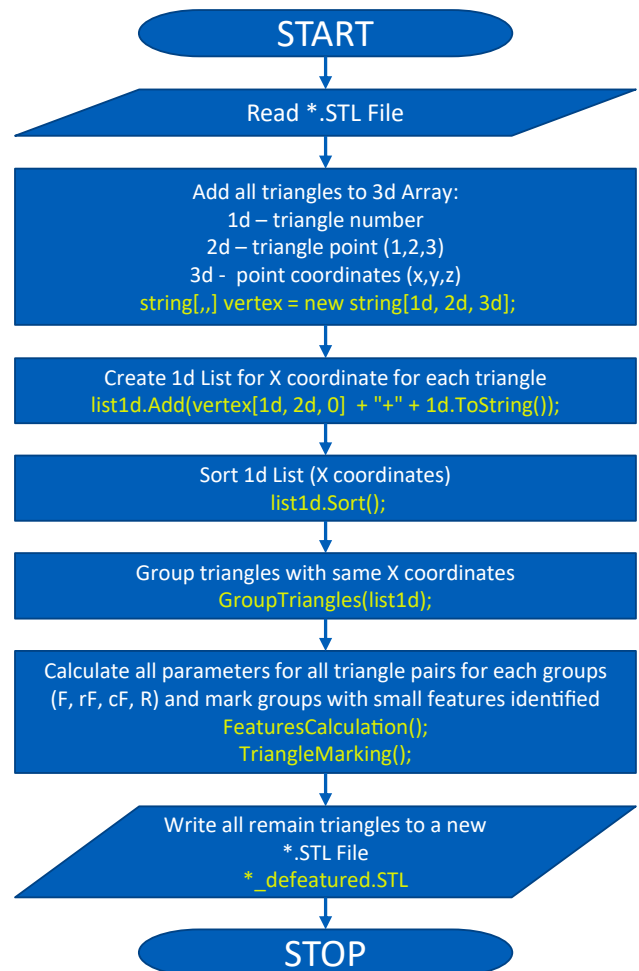 START
Read *.STL File
Add all triangles to 3d Array:
1d – triangle number
2d – triangle point (1,2,3)
3d - point coordinates (x,y,z)
string[,,] vertex = new string[1d, 2d, 3d];
Create 1d List for X coordinate for each triangle
list1d.Add(vertex[1d, 2d, 0] + "+" + 1d.ToString());
Sort 1d List (X coordinates)
list1d.Sort();
Group triangles with same X coordinates
GroupTriangles(list1d);
Calculate all parameters for all triangle pairs for each groups
(F, rF, cF, R) and mark groups with small features identified
FeaturesCalculation();
TriangleMarking();
Write all remain triangles to a new
*.STL File
*_defeatured.STL
STOP